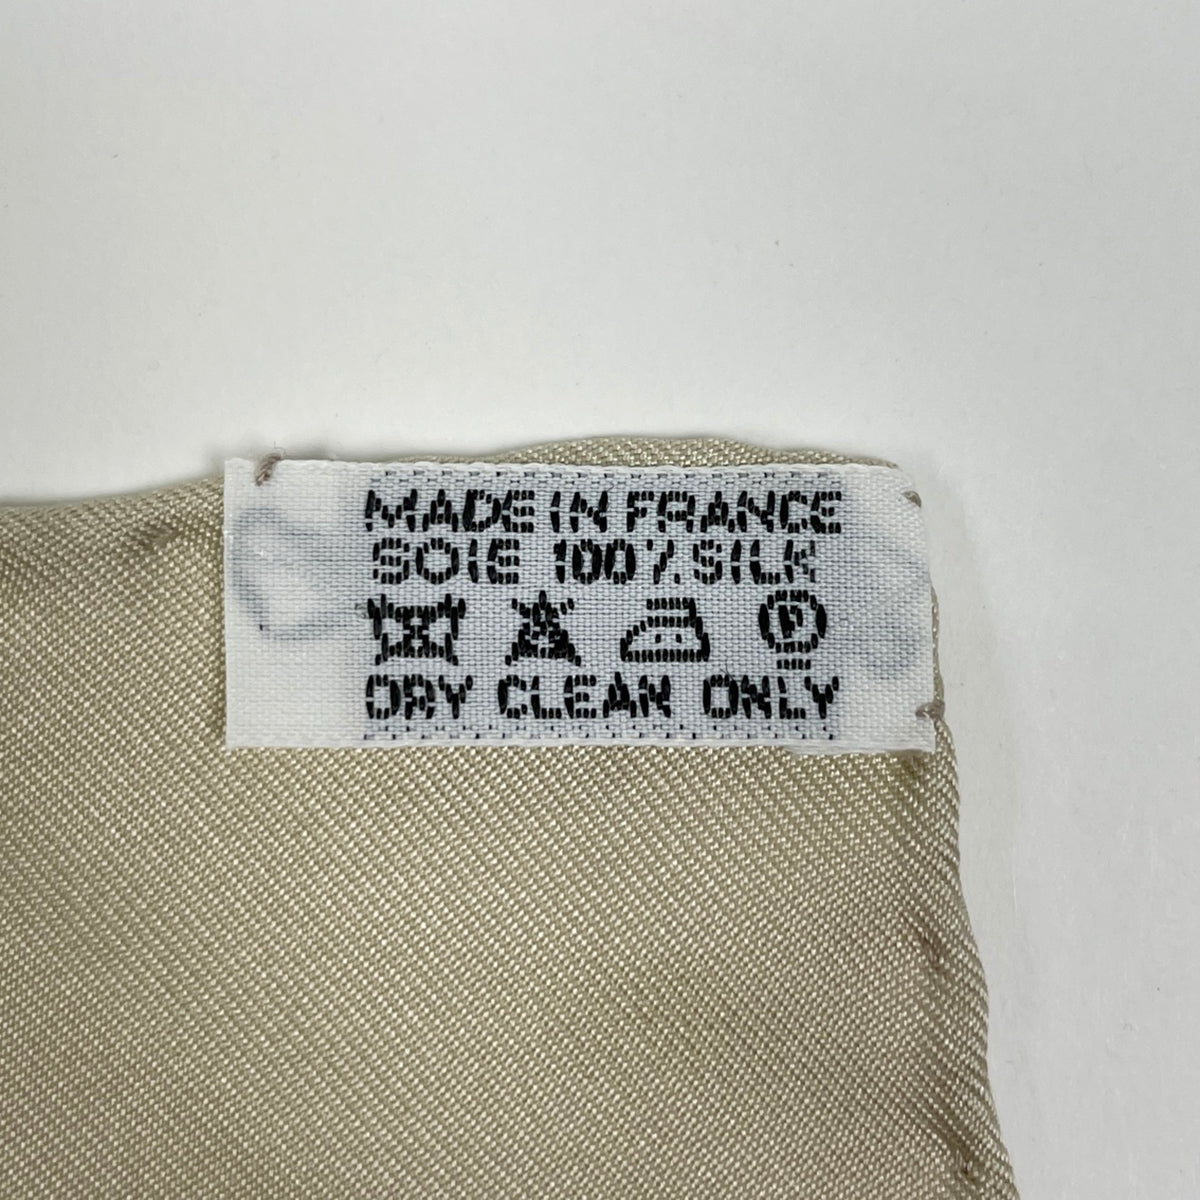 MADE IN FRANCE
SOIE 100% SILK
P
DRY CLEAN ONLY